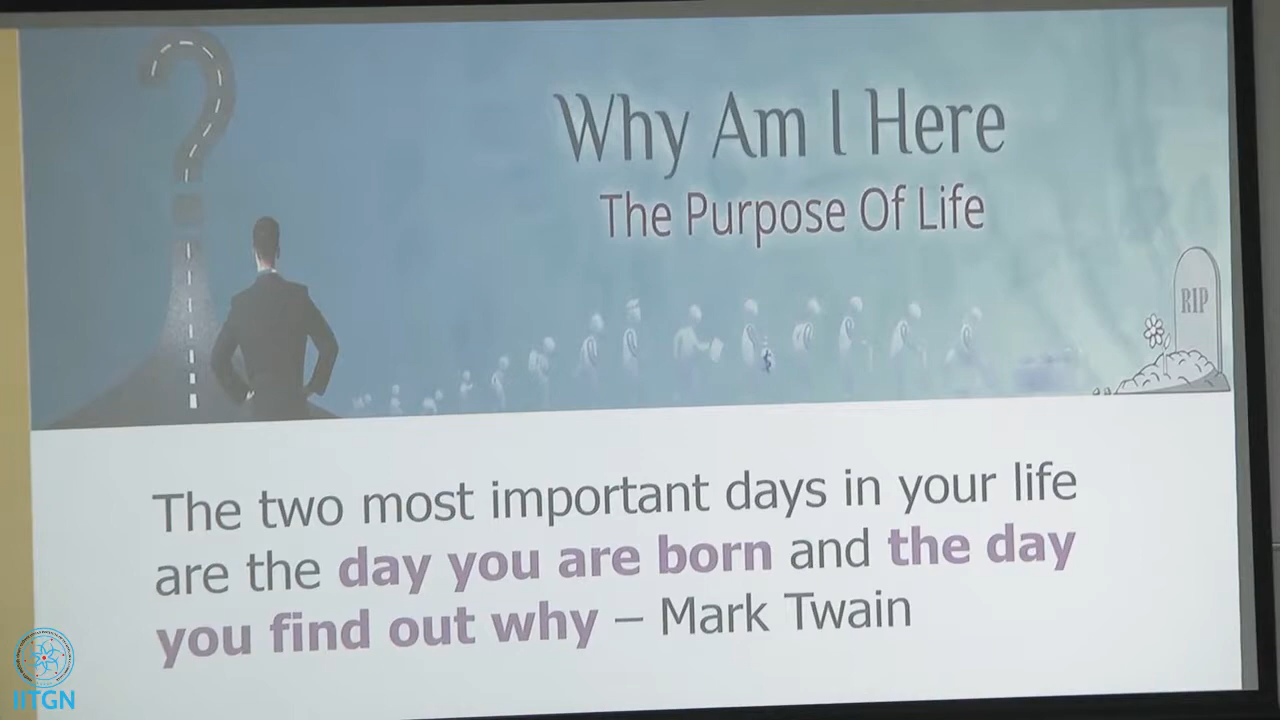 Why Am I Here
The Purpose Of Life
$
RIP
The two most important days in your life
are the day you are born and the day
you find out why – Mark Twain
IITGN